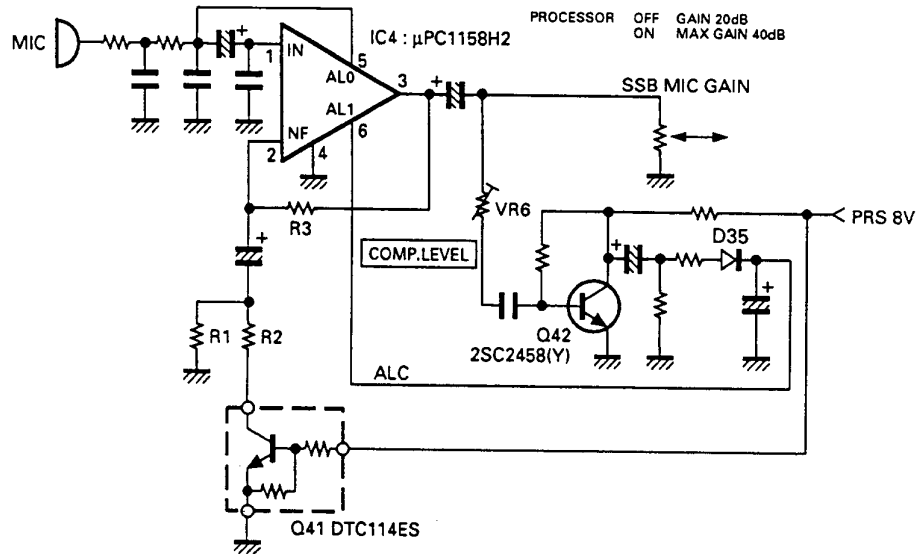 PROCESSOR OFF GAIN 20dB
ON MAX GAIN 40dB
MIC
IC4 : μPC1158H2
1
IN
5
AL0
3
+
SSB MIC GAIN
AL1
6
NF
2
4
R3
VR6
PRS 8V
COMP.LEVEL
D35
+
+
+
+
R1
R2
Q42
2SC2458(Y)
ALC
Q41 DTC114ES